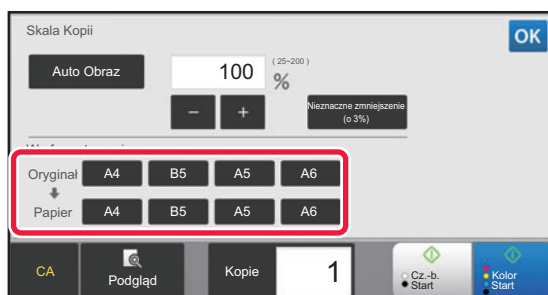 Skala Kopii
OK
Auto Obraz
100
(25~200)
%
−
+
Nieznaczne zmniejszenie
(o 3%)
Oryginał
A4
B5
A5
A6
Papier
A4
B5
A5
A6
CA
Podgląd
Kopie
1
Cz.-b.
Start
Kolor
Start